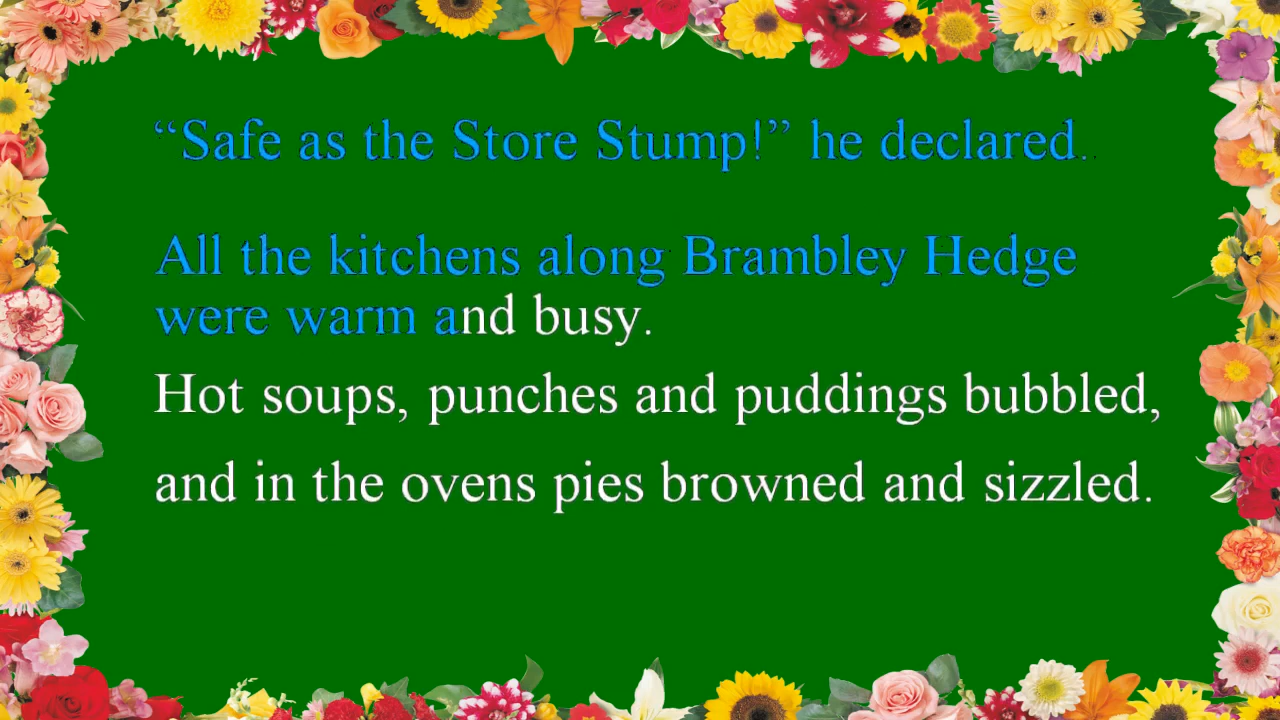 “Safe as the Store Stump!” he declared..
All the kitchens along Brambley Hedge
were warm and busy.
Hot soups, punches and puddings bubbled,
and in the ovens pies browned and sizzled.